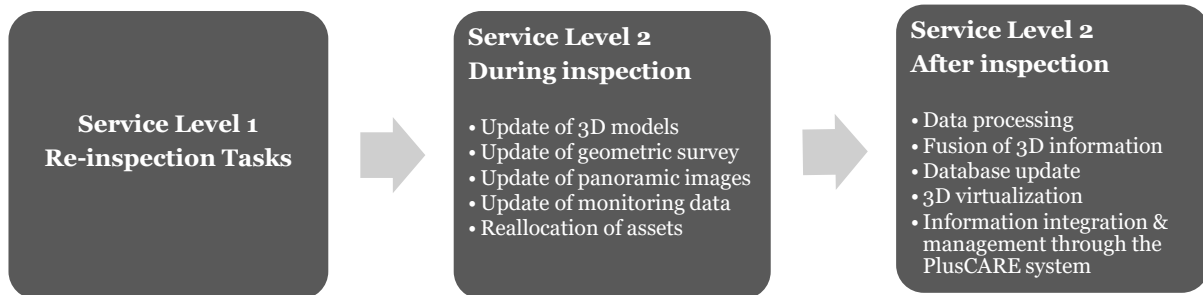 Service Level 1
Re-inspection Tasks
Service Level 2
During inspection
• Update of 3D models
• Update of geometric survey
• Update of panoramic images
• Update of monitoring data
• Reallocation of assets
Service Level 2
After inspection
• Data processing
• Fusion of 3D information
• Database update
• 3D virtualization
• Information integration &
management through the
PlusCARE system